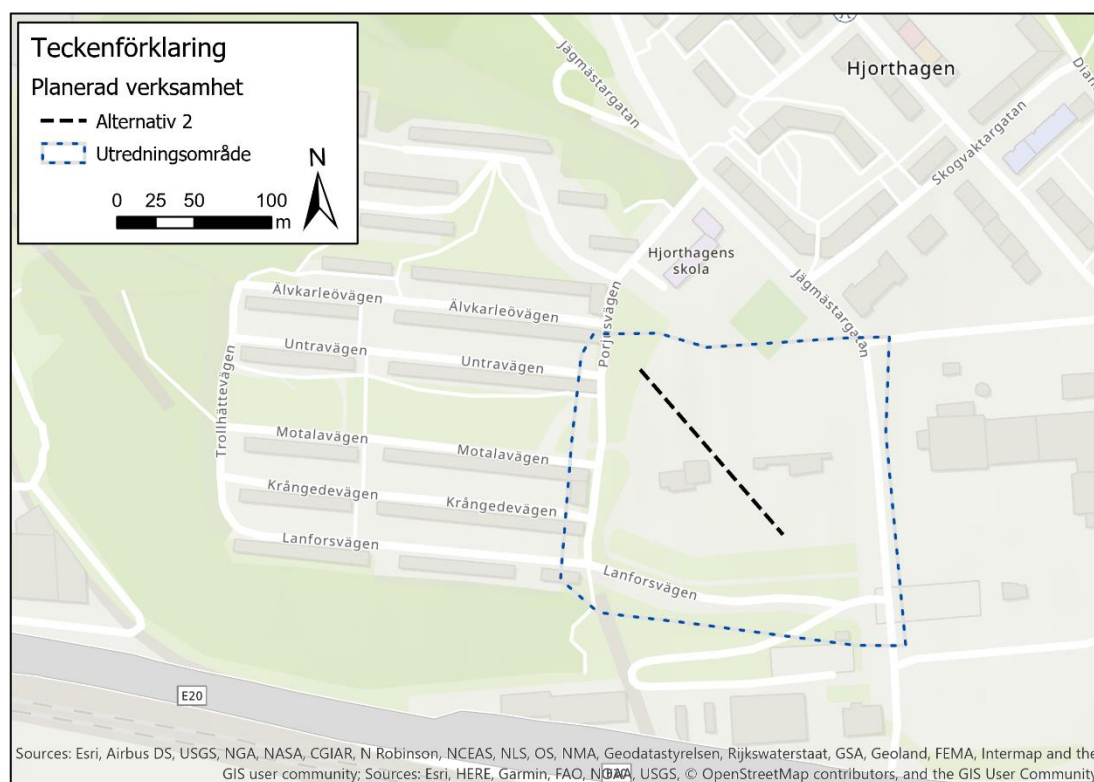 Teckenförklaring
Planerad verksamhet
Alternativ 2
Utredningsområde
N
0 25 50 100
m
Jägmästargatan
Hjorthagen
Skogvaktargatan
Hjorthagens
skola
Jägmästargatan
Porjusvägen
Älvkarleövägen
Älvkarleövägen
Untravägen
Untravägen
Trollhättevägen
Motalavägen
Motalavägen
Krångedevägen
Krångedevägen
Lanforsvägen
Lanforsvägen
E20
Sources: Esri, Airbus DS, USGS, NGA, NASA, CGIAR, N Robinson, NCEAS, NLS, OS, NMA, Geodatastyrelsen, Rijkswaterstaat, GSA, Geoland, FEMA, Intermap and the
GIS user community; Sources: Esri, HERE, Garmin, FAO, NOAA, USGS, © OpenStreetMap contributors, and the GIS User Community